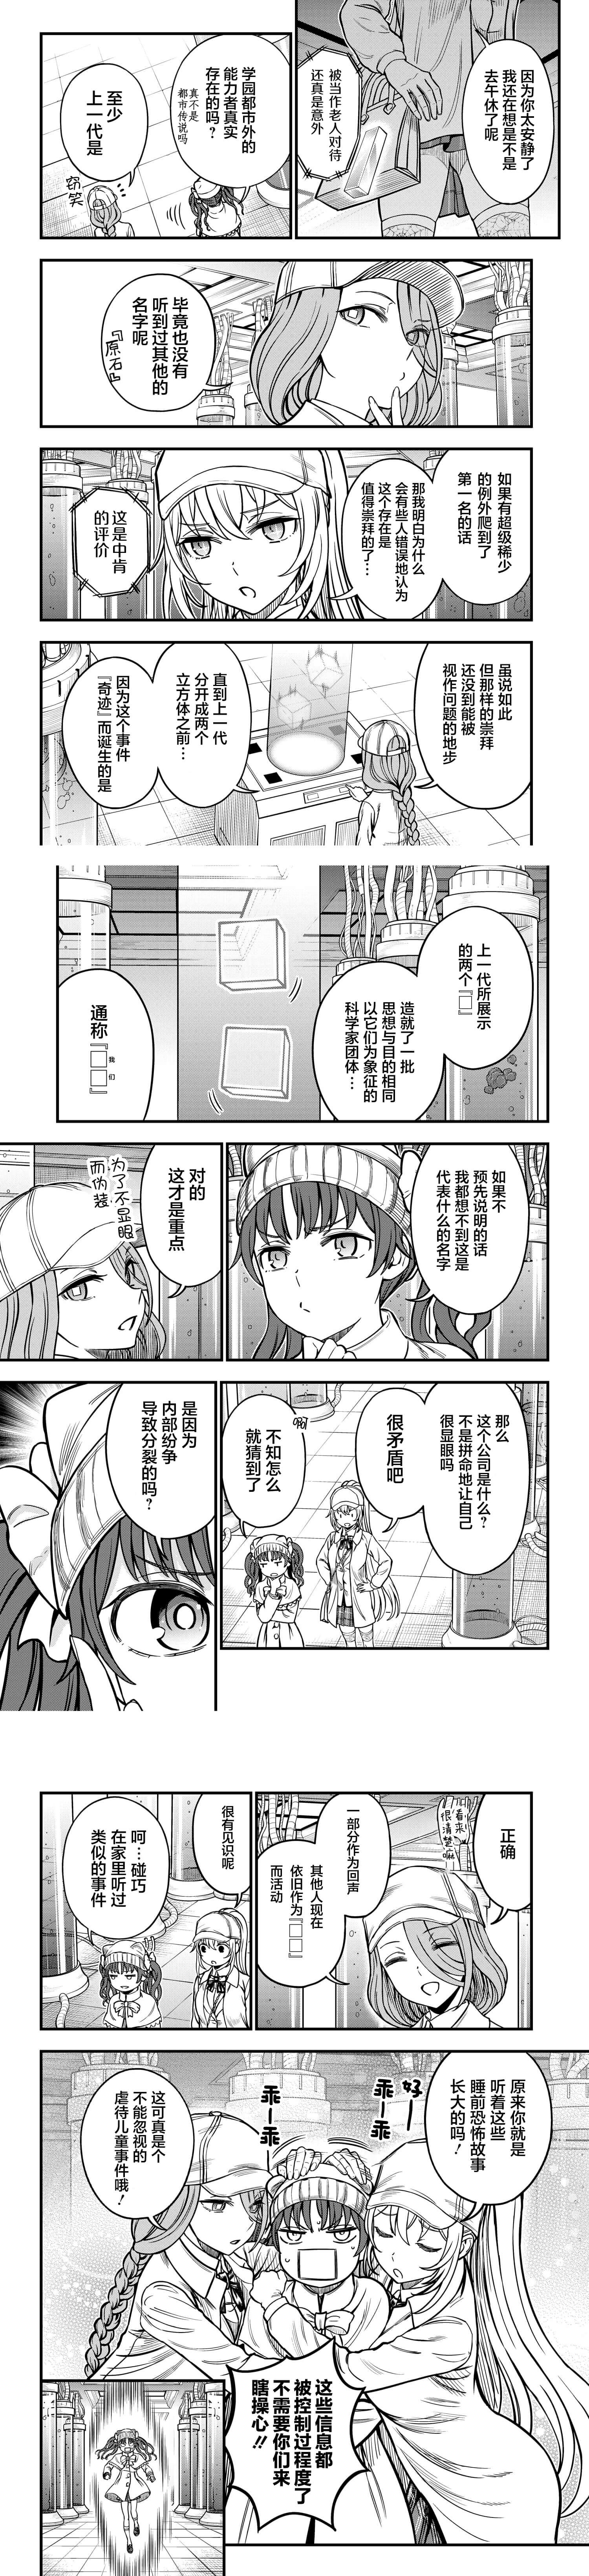 因为你太安静了
我还在想是不是
去午休了呢
被当作老人对待
还真是意外
学园都市外的
能力者真实
存在的吗?
真不是
都市传说吗
至少
上一代是
窃笑
毕竟也没有
听到过其他的
名字呢
『原石』
如果有超级稀少
的例外爬到了
第一名的话
那我明白为什么
会有些人错误地认为
这个存在是
值得崇拜的了…
这是中肯
的评价
虽说如此
但那样的崇拜
还没到能被
视作问题的地步
直到上一代
分开成两个
立方体之前…
因为这个事件
『奇迹』而诞生的是
上一代所展示
的两个『□』
造就了一批
思想与目的相同
以它们为象征的
科学家团体…
通称『□□』
我们
如果不
预先说明的话
我都想不到这是
代表什么的名字
对的
这才是重点
为了不显眼
而伪装
那么
这个公司是什么?
不是拼命地让自己
很显眼吗
很矛盾吧
不知怎么
就猜到了
啊
是因为
内部纷争
导致分裂的吗?
正确
看来
很清楚嘛
一部分作为回声
其他人现在
依旧作为『□□』
而活动
很有见识呢
呵…碰巧
在家里听过
类似的事件
原来你就是
听着这些
睡前恐怖故事
长大的吗!
好ー
乖ー乖
乖ー乖
这可真是个
不能忽视的
虐待儿童事件哦!
这些信息都
被控制过程度了
不需要你们来
瞎操心!!